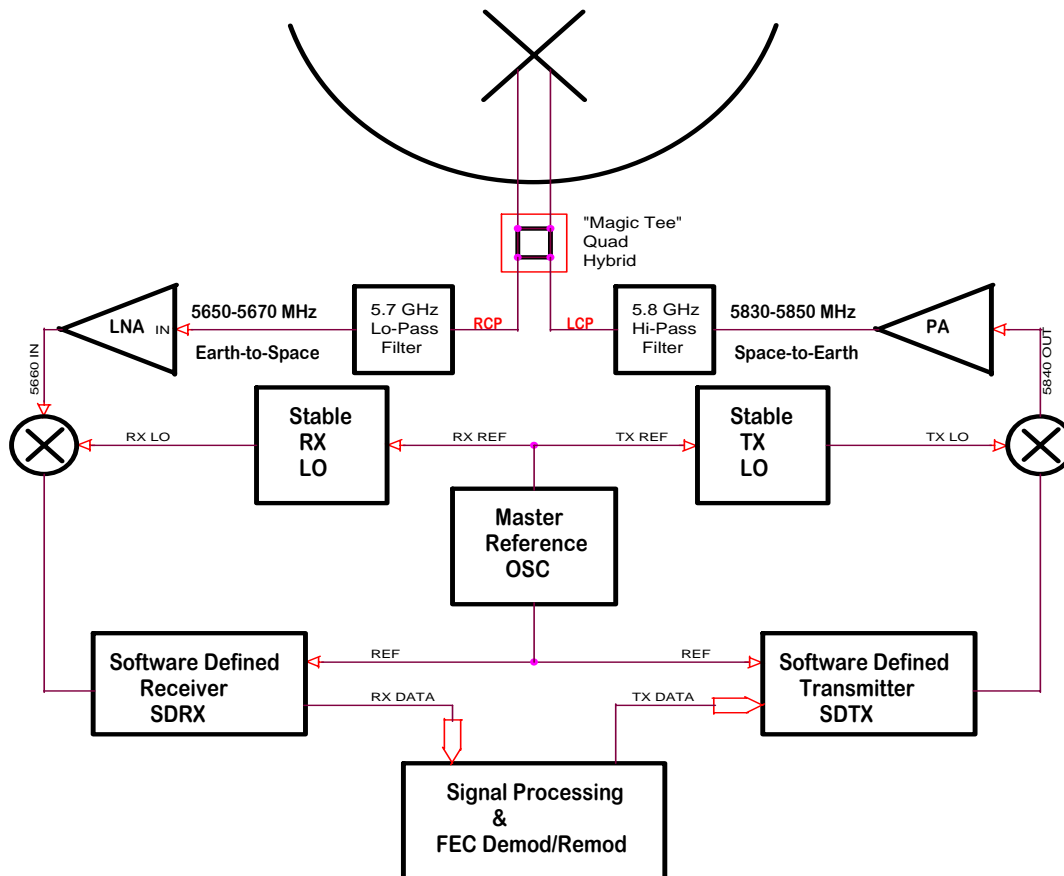 "Magic Tee"
Quad
Hybrid
LNA
IN
5650-5670 MHz
Earth-to-Space
5.7 GHz
Lo-Pass
Filter
RCP
LCP
5.8 GHz
Hi-Pass
Filter
5830-5850 MHz
Space-to-Earth
PA
5660 IN
5840 OUT
RX LO
Stable
RX
LO
RX REF
TX REF
Stable
TX
LO
TX LO
Master
Reference
OSC
Software Defined
Receiver
SDRX
REF
REF
RX DATA
TX DATA
Software Defined
Transmitter
SDTX
Signal Processing
&
FEC Demod/Remod